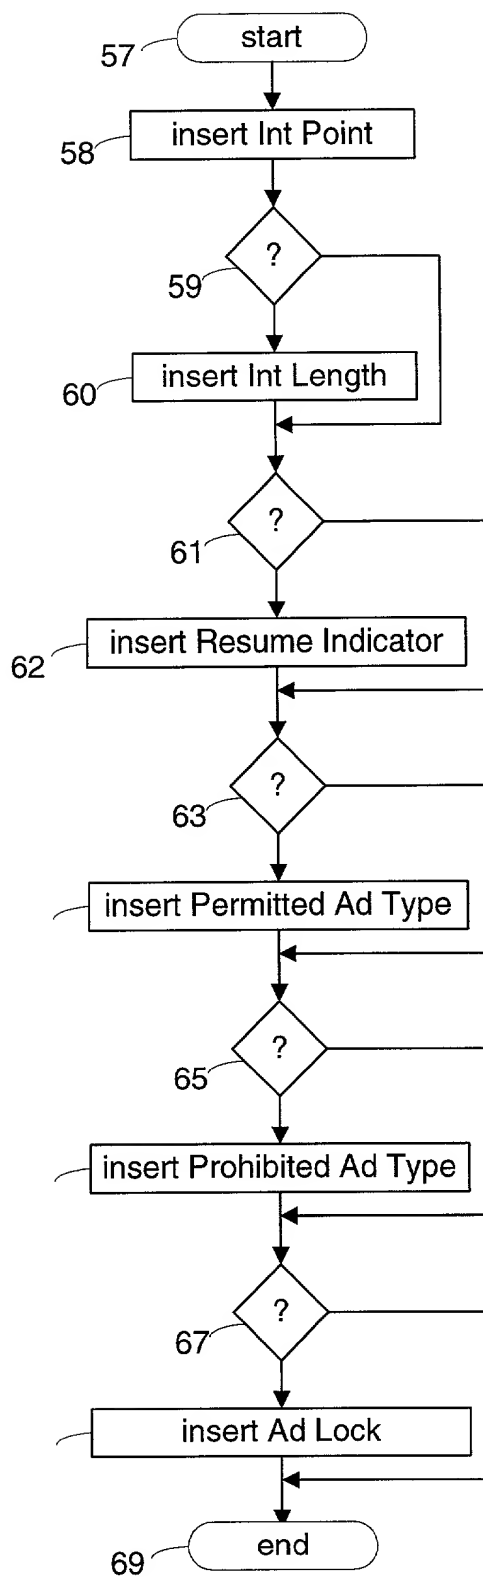 start
57
insert Int Point
58
?
59
insert Int Length
60
?
61
insert Resume Indicator
62
?
63
insert Permitted Ad Type
?
65
insert Prohibited Ad Type
?
67
insert Ad Lock
end
69